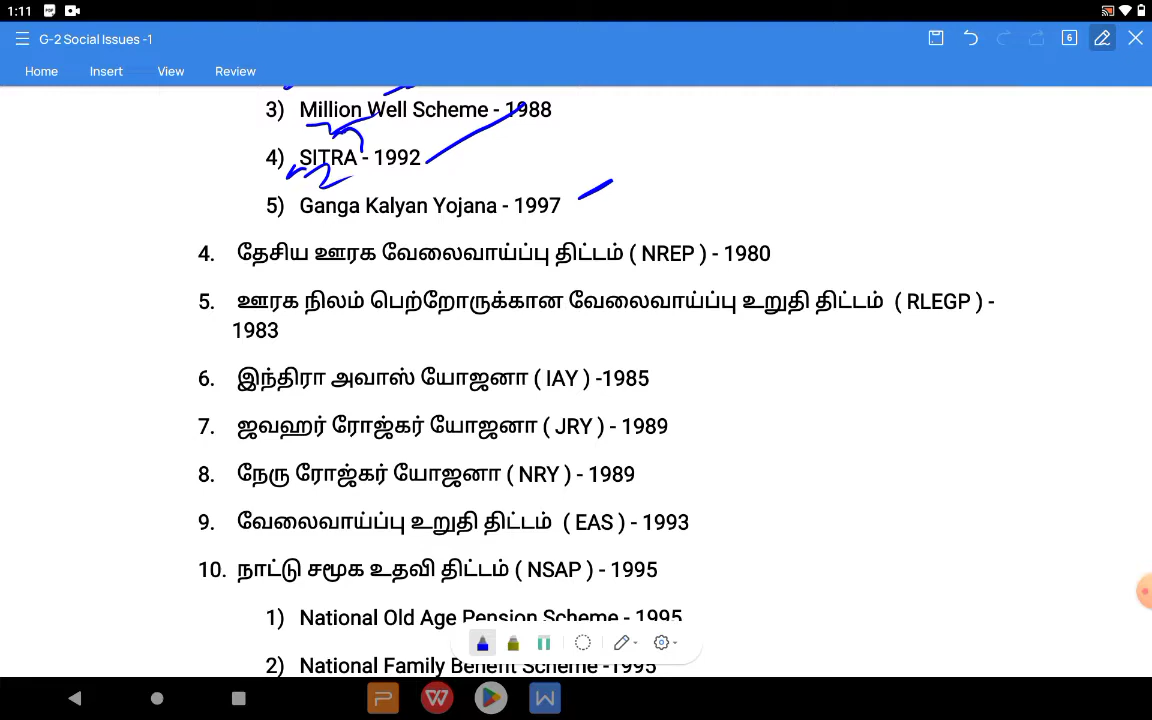 1:11
G-2 Social Issues -1
6
Home Insert View Review
3) Million Well Scheme - 1988
4) SITRA - 1992
5) Ganga Kalyan Yojana - 1997
4. தேசிய ஊரக வேலைவாய்ப்பு திட்டம் ( NREP ) - 1980
5. ஊரக நிலம் பெற்றோருக்கான வேலைவாய்ப்பு உறுதி திட்டம் ( RLEGP ) -
1983
6. இந்திரா அவாஸ் யோஜனா ( IAY ) -1985
7. ஜவஹர் ரோஜ்கர் யோஜனா ( JRY ) - 1989
8. நேரு ரோஜ்கர் யோஜனா ( NRY ) - 1989
9. வேலைவாய்ப்பு உறுதி திட்டம் ( EAS ) - 1993
10. நாட்டு சமூக உதவி திட்டம் ( NSAP ) - 1995
1) National Old Age Pension Scheme - 1995
2) National Family Benefit Scheme -1995